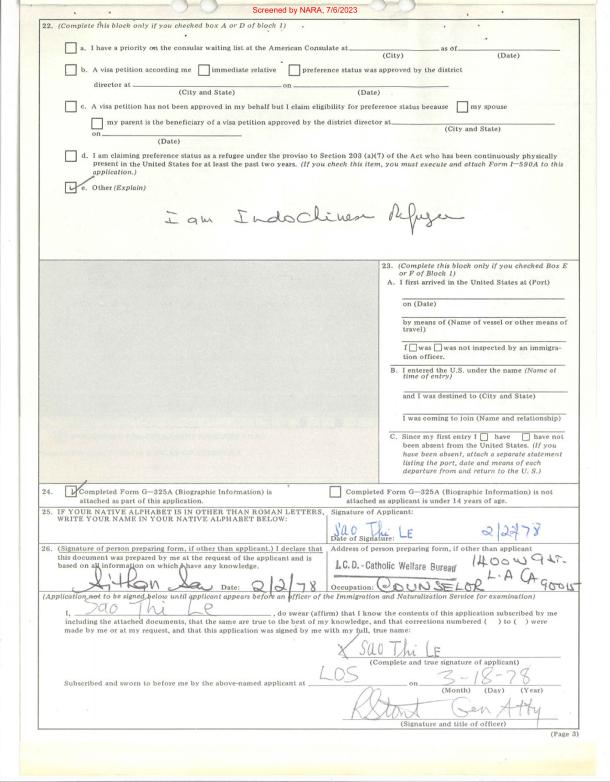 Screened by NARA, 7/6/2023
22. (Complete this block only if you checked box A or D of block 1)
a. I have a priority on the consular waiting list at the American Consulate at as of
(City) (Date)
b. A visa petition according me immediate relative preference status was approved by the district
director at on
(City and State) (Date)
c. A visa petition has not been approved in my behalf but I claim eligibility for preference status because my spouse
my parent is the beneficiary of a visa petition approved by the district director at
(City and State)
on
(Date)
d. I am claiming preference status as a refugee under the proviso to Section 203 (a)(7) of the Act who has been continuously physically
present in the United States for at least the past two years. (If you check this item, you must execute and attach Form I-590A to this
application.)
e. Other (Explain)
I am Indochinese Refugee
23. (Complete this block only if you checked Box E
or F of Block 1)
A. I first arrived in the United States at (Port)
on (Date)
by means of (Name of vessel or other means of
travel)
I was was not inspected by an immigra-
tion officer.
B. I entered the U.S. under the name (Name at
time of entry)
and I was destined to (City and State)
I was coming to join (Name and relationship)
C. Since my first entry I have have not
been absent from the United States. (If you
have been absent, attach a separate statement
listing the port, date and means of each
departure from and return to the U.S.)
24. Completed Form G-325A (Biographic Information) is
attached as part of this application.
Completed Form G-325A (Biographic Information) is not
attached as applicant is under 14 years of age.
25. IF YOUR NATIVE ALPHABET IS IN OTHER THAN ROMAN LETTERS,
WRITE YOUR NAME IN YOUR NATIVE ALPHABET BELOW:
Signature of Applicant:
Sao Thi LE 2/2/78
Date of Signature:
26. (Signature of person preparing form, if other than applicant.) I declare that
this document was prepared by me at the request of the applicant and is
based on all information on which I have any knowledge.
Date: 2/2/78
Address of person preparing form, if other than applicant
I.C.D.-Catholic Welfare Bureau 1400 W 9 st.
L.A CA 90015
Occupation: COUNSELOR
(Application not to be signed below until applicant appears before an officer of the Immigration and Naturalization Service for examination)
I, Sao Thi Le , do swear (affirm) that I know the contents of this application subscribed by me
including the attached documents, that the same are true to the best of my knowledge, and that corrections numbered ( ) to ( ) were
made by me or at my request, and that this application was signed by me with my full, true name:
X Sao Thi LE
(Complete and true signature of applicant)
Subscribed and sworn to before me by the above-named applicant at LOS on 3-18-78
(Month) (Day) (Year)
Gen Atty
(Signature and title of officer)
(Page 3)